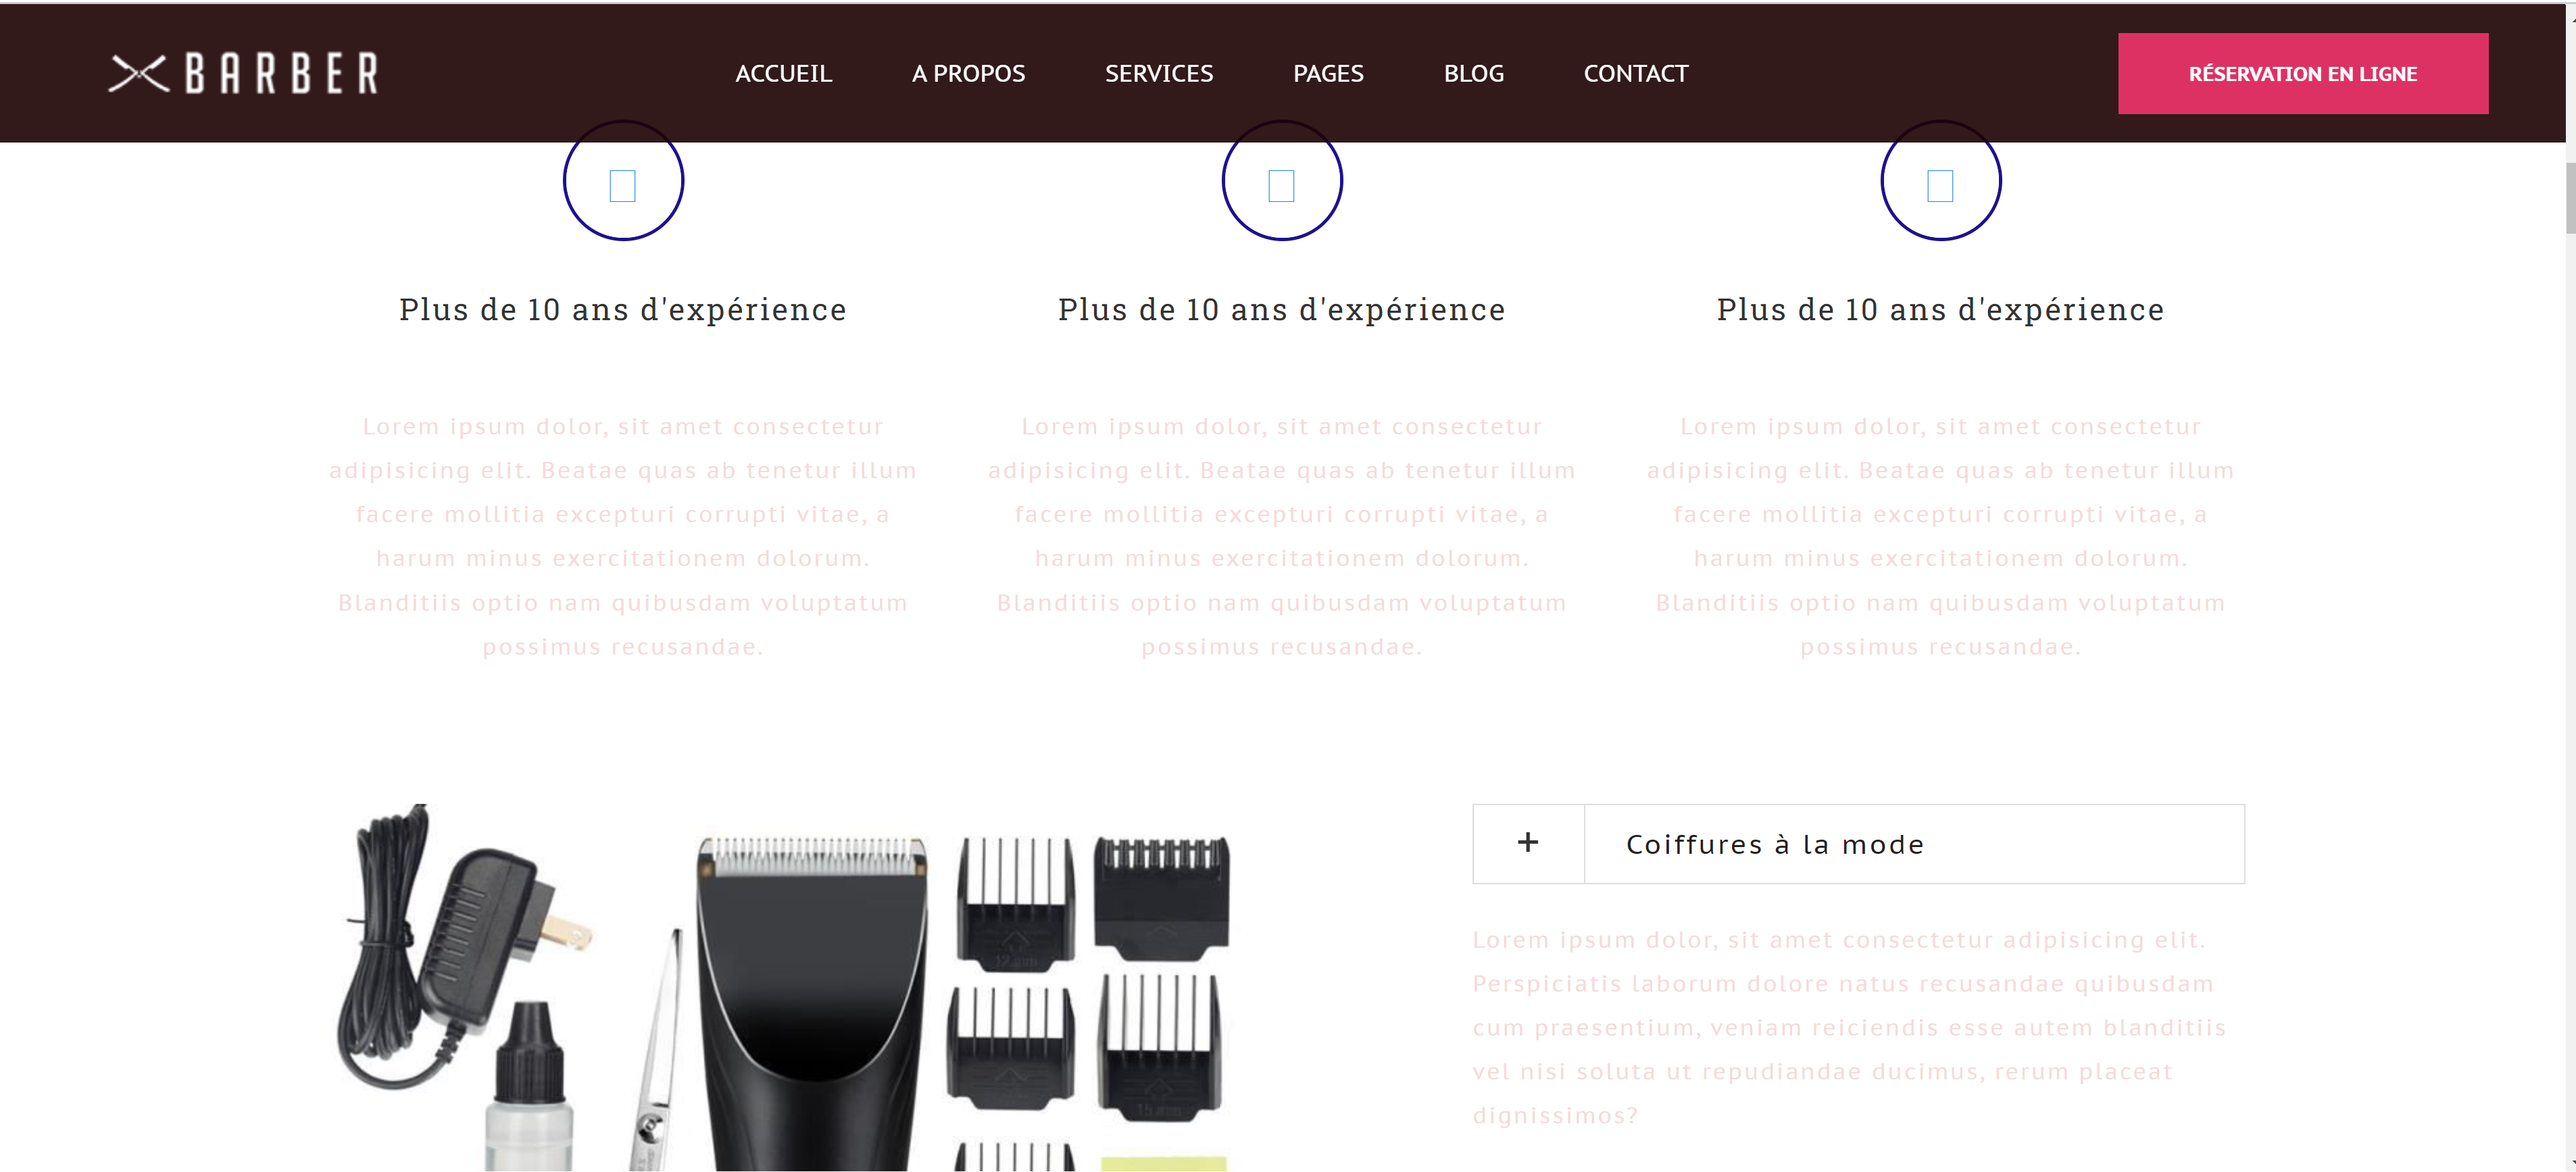 BARBER
ACCUEIL A PROPOS SERVICES PAGES BLOG CONTACT
RÉSERVATION EN LIGNE
Plus de 10 ans d'expérience
Lorem ipsum dolor, sit amet consectetur
adipisicing elit. Beatae quas ab tenetur illum
facere mollitia excepturi corrupti vitae, a
harum minus exercitationem dolorum.
Blanditiis optio nam quibusdam voluptatum
possimus recusandae.
Plus de 10 ans d'expérience
Lorem ipsum dolor, sit amet consectetur
adipisicing elit. Beatae quas ab tenetur illum
facere mollitia excepturi corrupti vitae, a
harum minus exercitationem dolorum.
Blanditiis optio nam quibusdam voluptatum
possimus recusandae.
Plus de 10 ans d'expérience
Lorem ipsum dolor, sit amet consectetur
adipisicing elit. Beatae quas ab tenetur illum
facere mollitia excepturi corrupti vitae, a
harum minus exercitationem dolorum.
Blanditiis optio nam quibusdam voluptatum
possimus recusandae.
12 mm
15 mm
+ Coiffures à la mode
Lorem ipsum dolor, sit amet consectetur adipisicing elit.
Perspiciatis laborum dolore natus recusandae quibusdam
cum praesentium, veniam reiciendis esse autem blanditiis
vel nisi soluta ut repudiandae ducimus, rerum placeat
dignissimos?